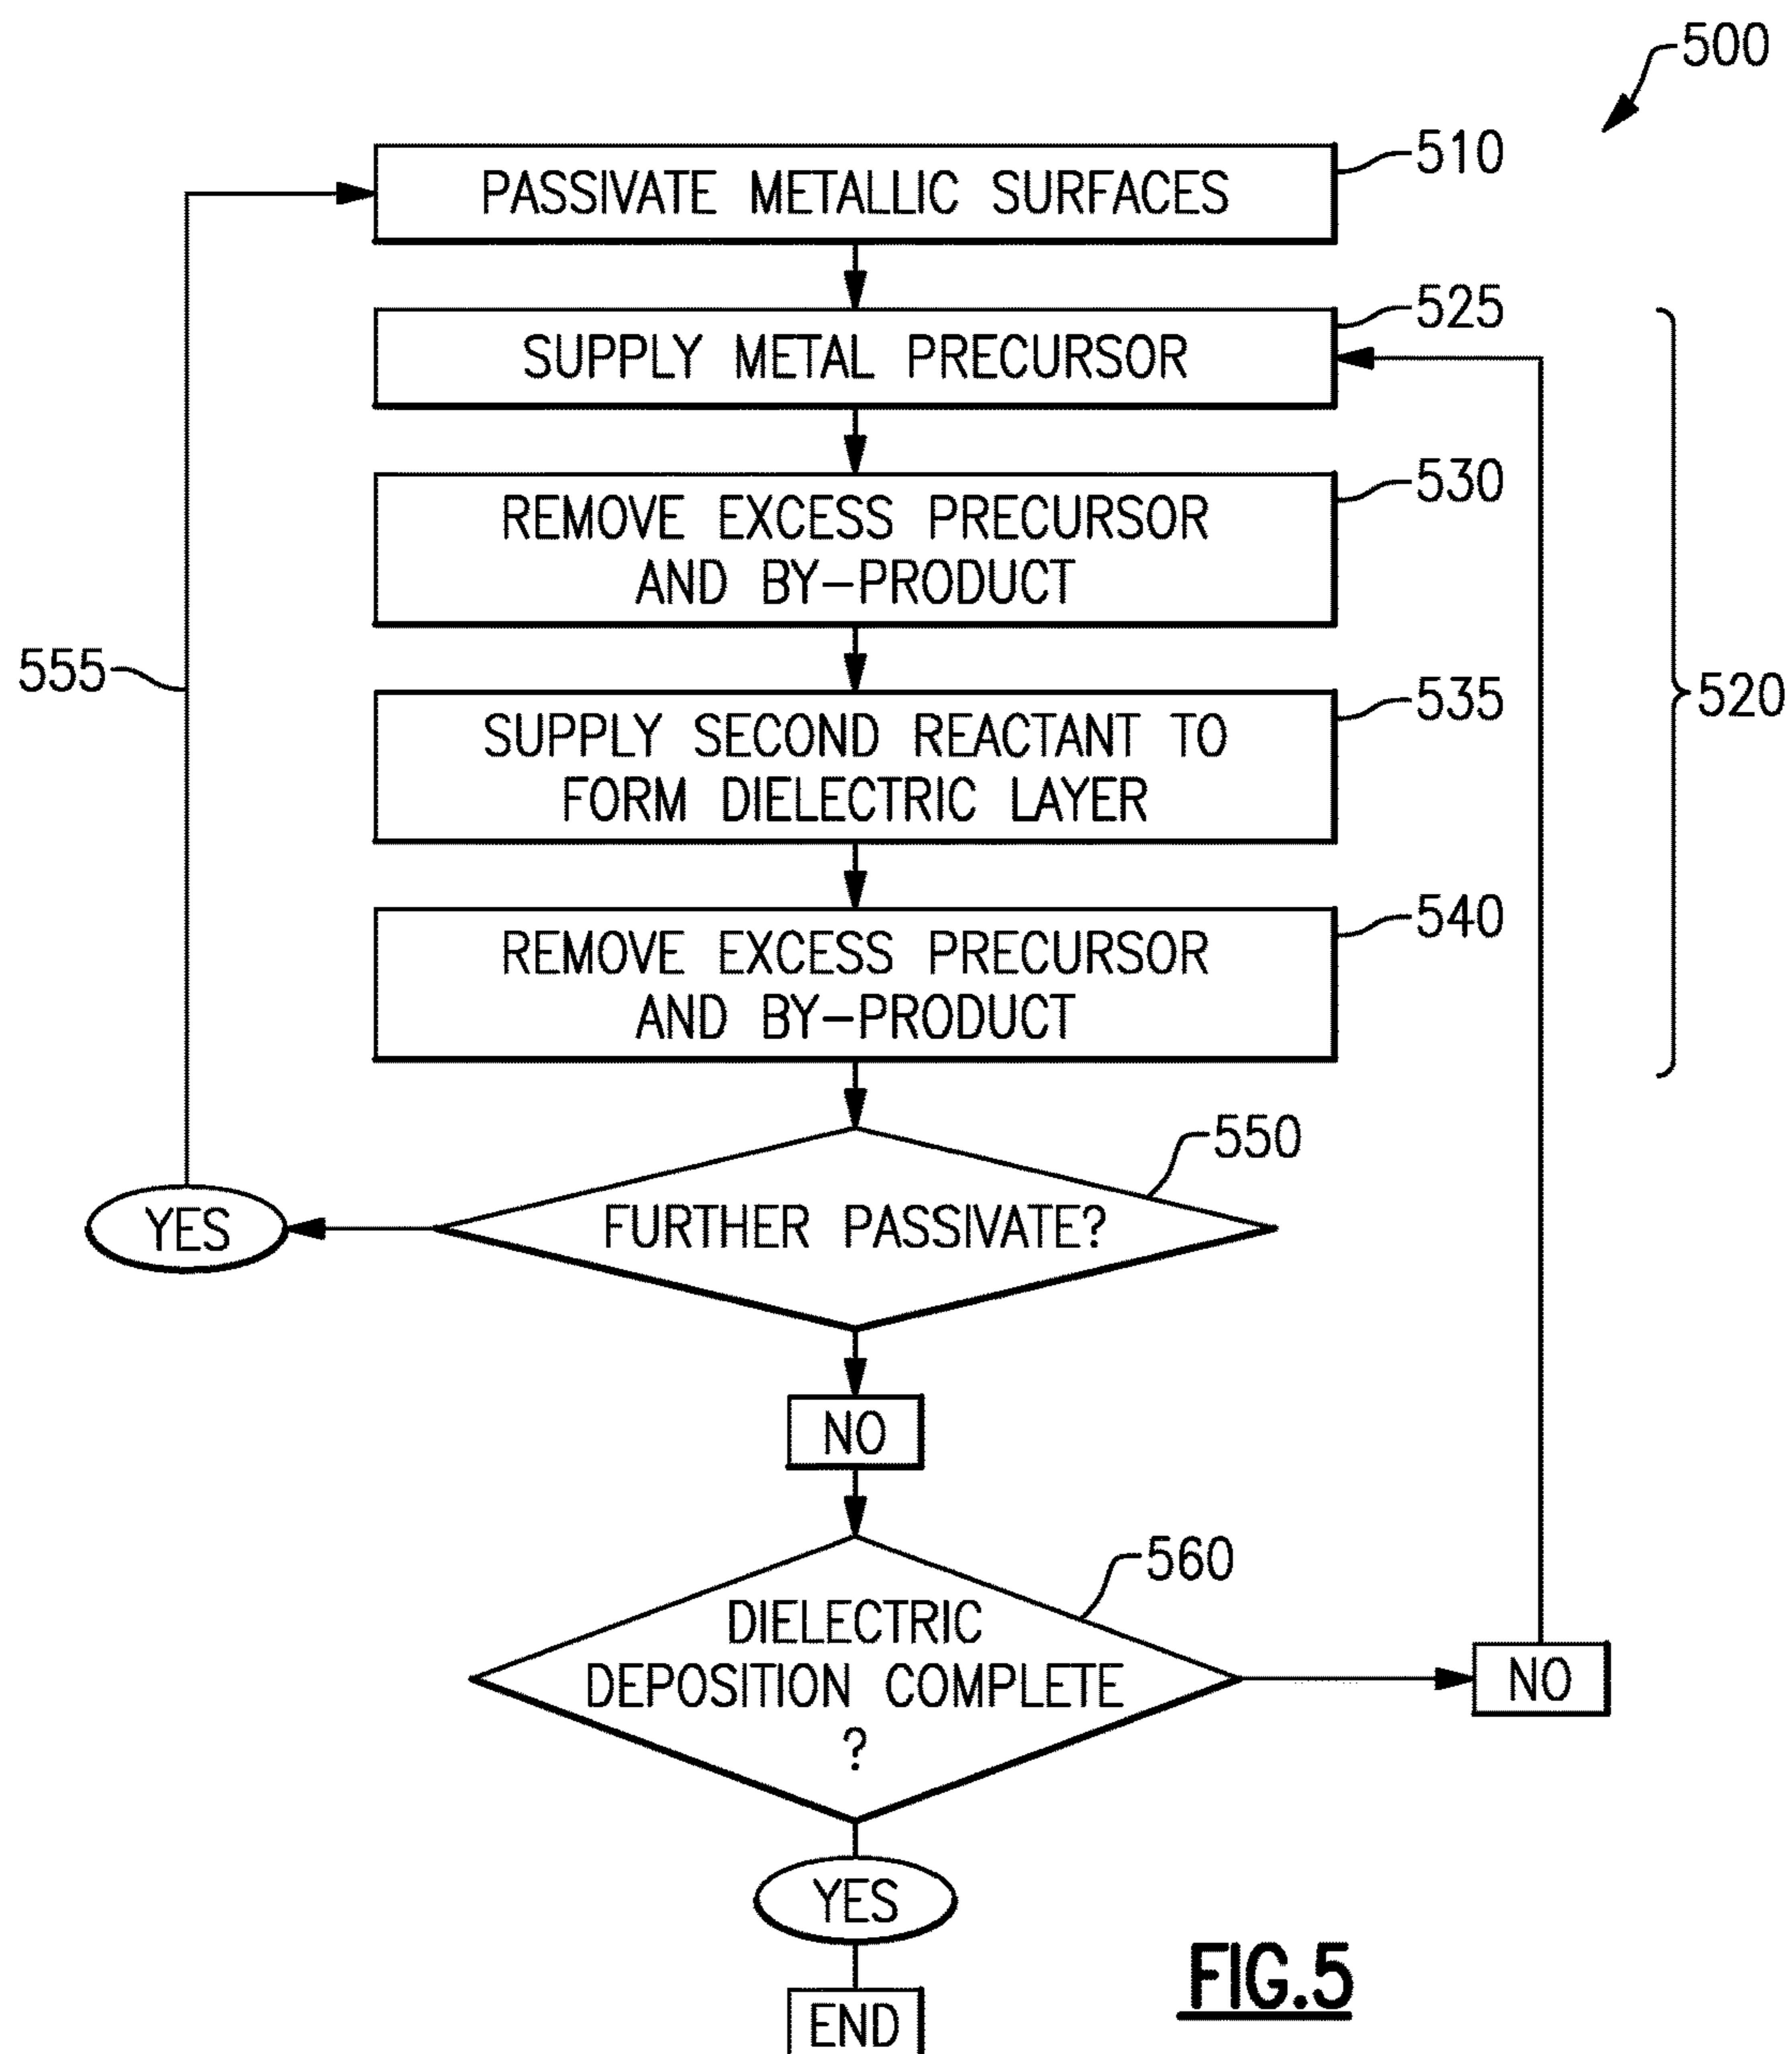 500
510
PASSIVATE METALLIC SURFACES
525
SUPPLY METAL PRECURSOR
530
REMOVE EXCESS PRECURSOR
AND BY-PRODUCT
555
520
535
SUPPLY SECOND REACTANT TO
FORM DIELECTRIC LAYER
540
REMOVE EXCESS PRECURSOR
AND BY-PRODUCT
550
YES
FURTHER PASSIVATE?
NO
560
DIELECTRIC
DEPOSITION COMPLETE
?
NO
YES
END
FIG.5